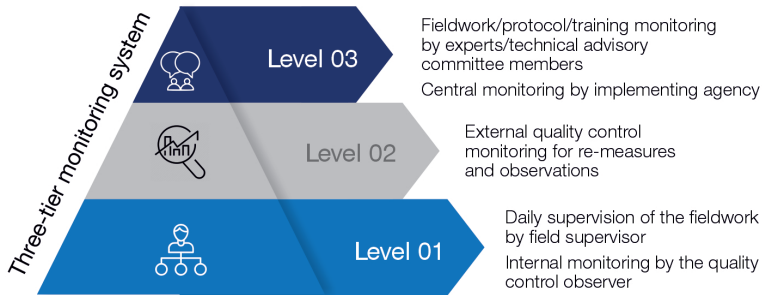 Three-tier monitoring system
Level 03
Fieldwork/protocol/training monitoring
by experts/technical advisory
committee members
Central monitoring by implementing agency
Level 02
External quality control
monitoring for re-measures
and observations
Level 01
Daily supervision of the fieldwork
by field supervisor
Internal monitoring by the quality
control observer